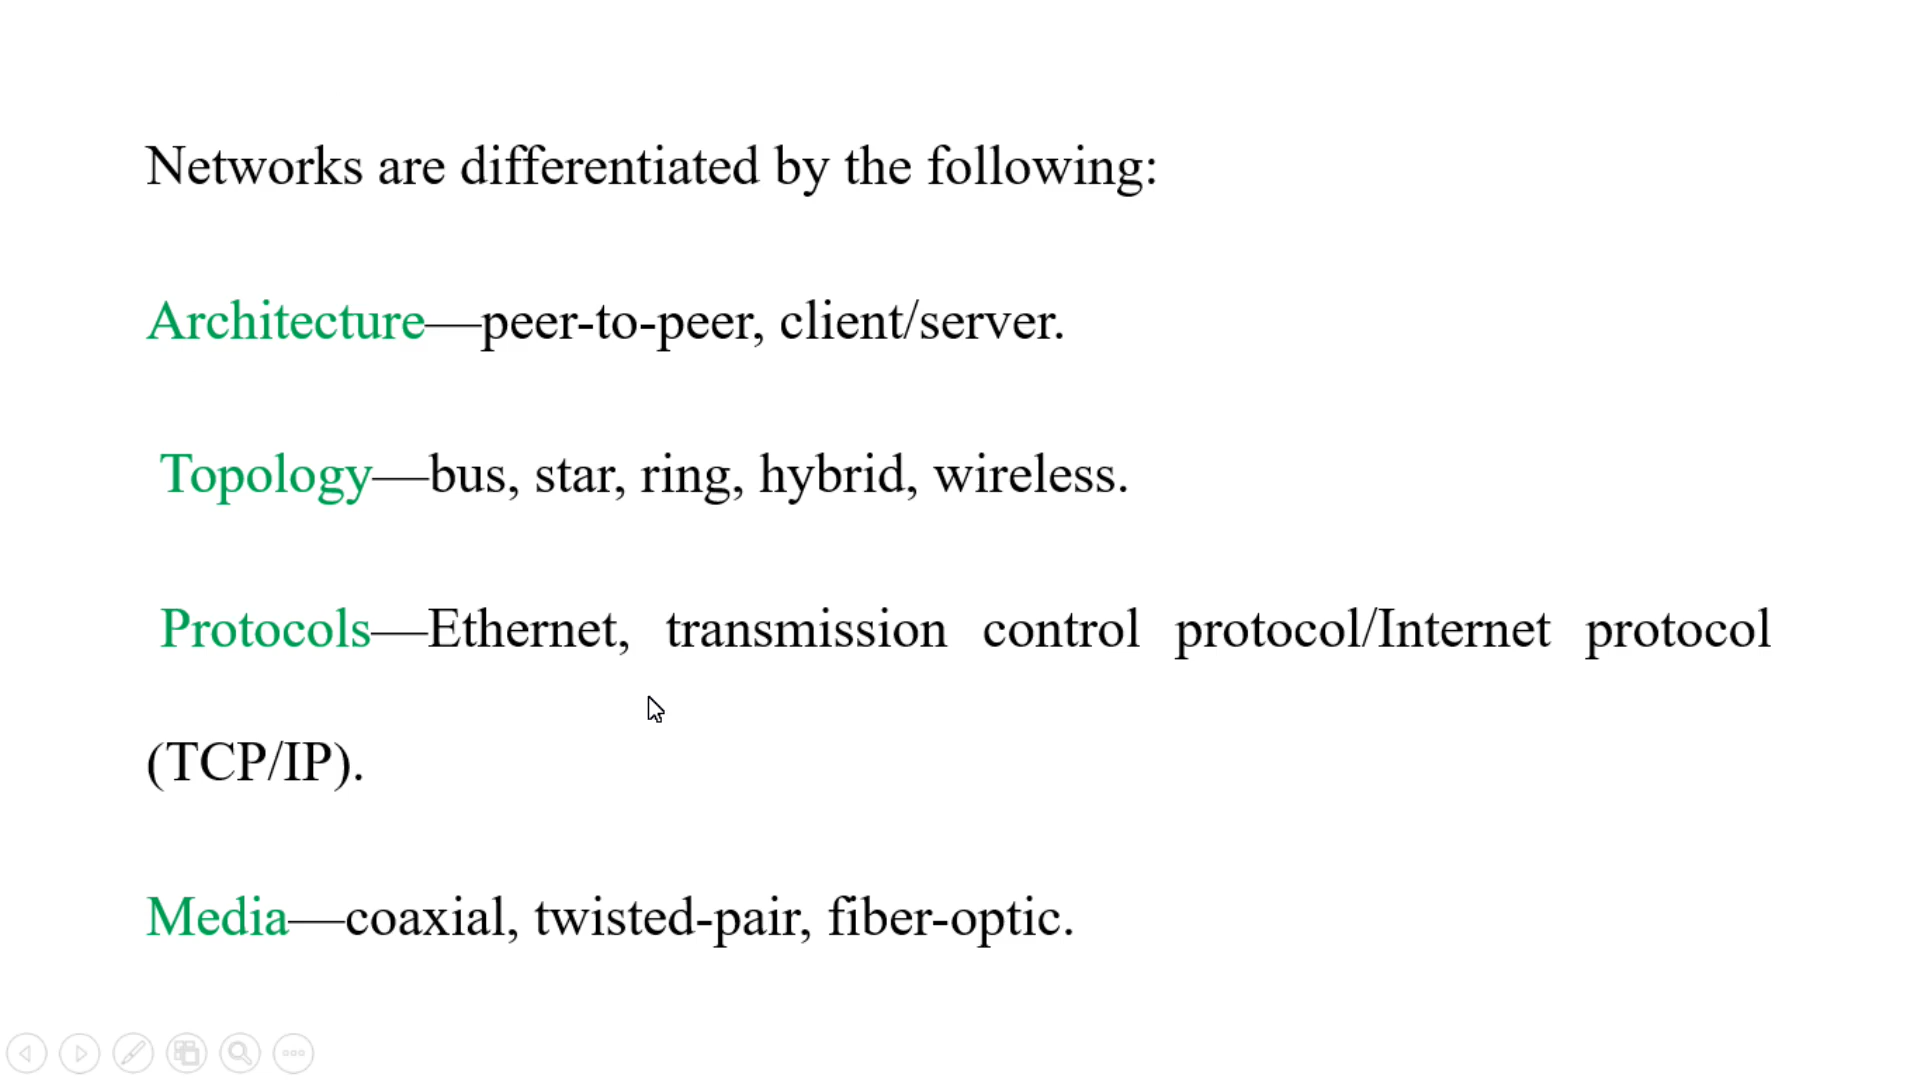 Networks are differentiated by the following:
Architecture—peer-to-peer, client/server.
Topology—bus, star, ring, hybrid, wireless.
Protocols—Ethernet, transmission control protocol/Internet protocol
(TCP/IP).
Media—coaxial, twisted-pair, fiber-optic.